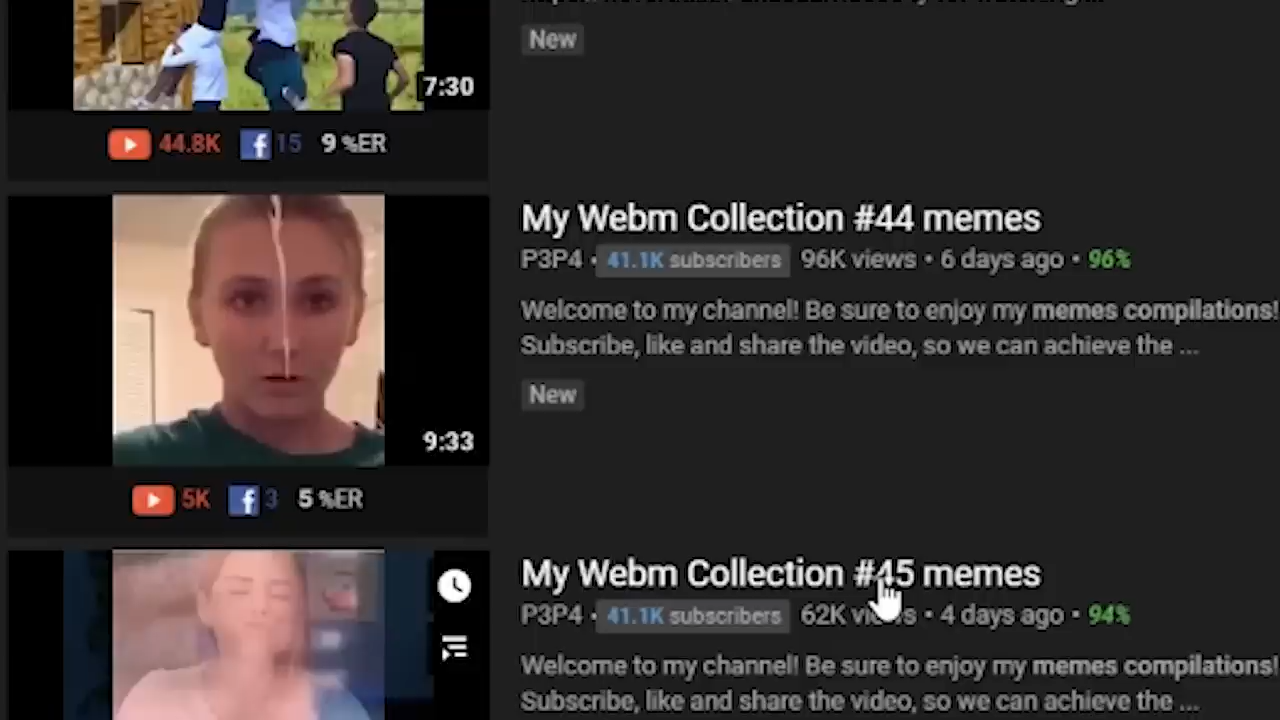 New
7:30
44.8K 15 9 %ER
My Webm Collection #44 memes
P3P4 • 41.1K subscribers 96K views • 6 days ago • 96%
Welcome to my channel! Be sure to enjoy my memes compilations!
Subscribe, like and share the video, so we can achieve the ...
New
9:33
5K 3 5 %ER
My Webm Collection #45 memes
P3P4 • 41.1K subscribers 62K views • 4 days ago • 94%
Welcome to my channel! Be sure to enjoy my memes compilations!
Subscribe, like and share the video, so we can achieve the ...